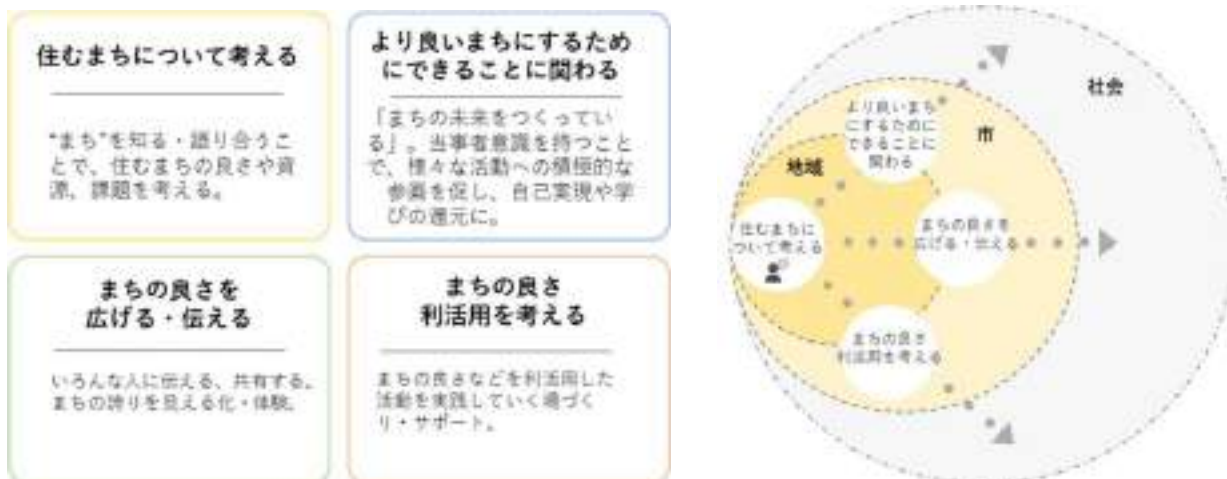 住むまちについて考える
“まち”を知る・語り合うこ
とで、住むまちの良さや資
源、課題を考える。
より良いまちにするため
にできることに関わる
「まちの未来をつくってい
る」。当事者意識を持つこと
で、様々な活動への積極的な
参画を促し、自己実現や学
びの還元に。
まちの良さを
広げる・伝える
いろんな人に伝える、共有する。
まちの誇りを見える化・体験。
まちの良さ
利活用を考える
まちの良さなどを利活用した
活動を実践していく場づく
り・サポート。
社会
市
地域
より良いまち
にするために
できることに
関わる
住むまちに
ついて考える
まちの良さを
広げる・伝える
まちの良さ
利活用を考える